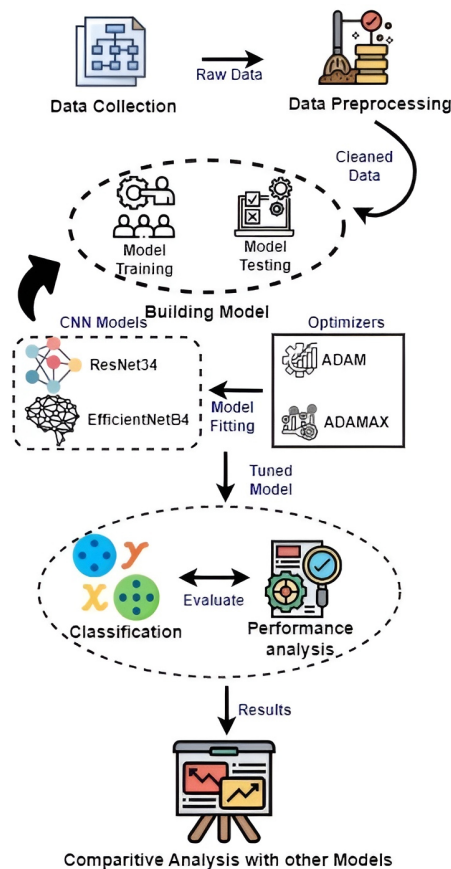 Raw Data
Data Collection
Data Preprocessing
Cleaned
Data
Model
Training
Model
Testing
Building Model
CNN Models
Optimizers
ResNet34
EfficientNetB4
Model
Fitting
ADAM
ADAMAX
Tuned
Model
y
x
Evaluate
Classification
Performance
analysis
Results
Comparitive Analysis with other Models